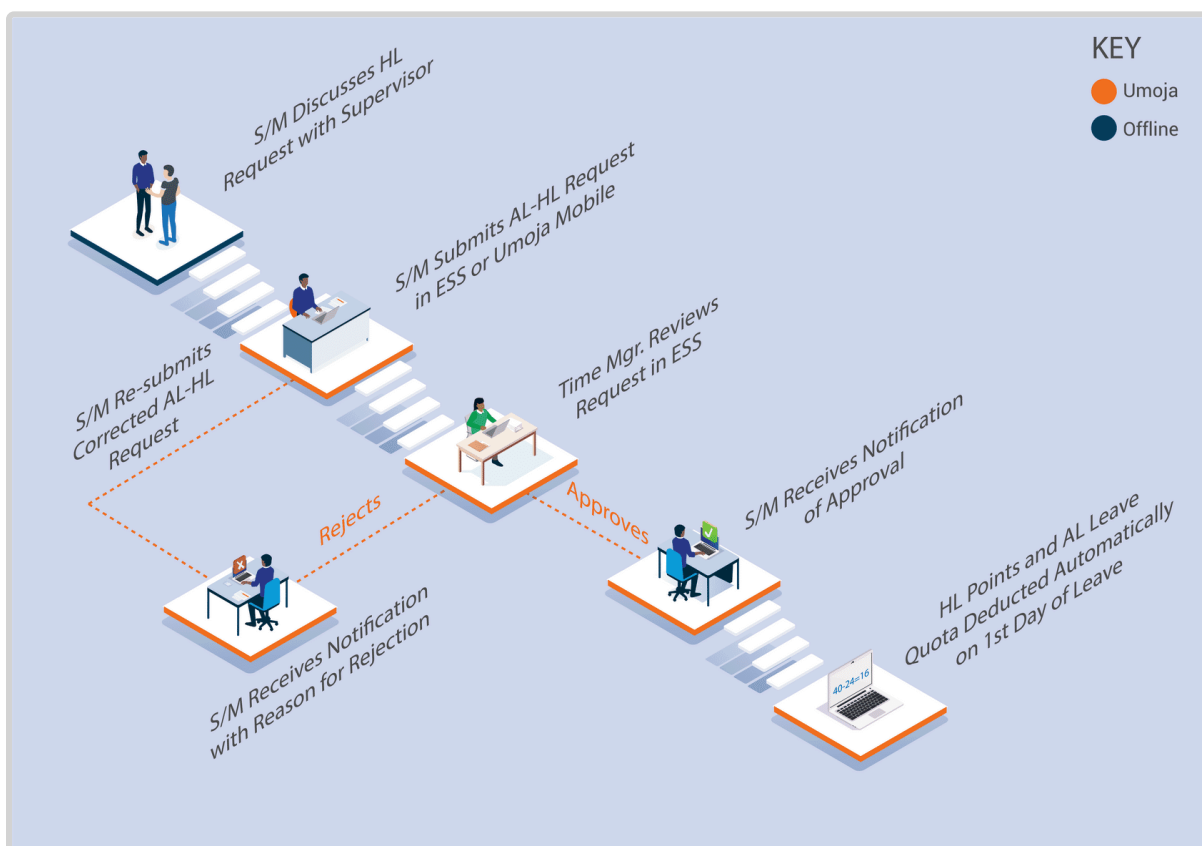 KEY
Umoja
Offline
S/M Discusses HL
Request with Supervisor
S/M Submits AL-HL Request
in ESS or Umoja Mobile
S/M Re-submits
Corrected AL-HL
Request
Time Mgr. Reviews
Request in ESS
Rejects
Approves
S/M Receives Notification
with Reason for Rejection
S/M Receives Notification
of Approval
HL Points and AL Leave
Quota Deducted Automatically
on 1st Day of Leave
40-24=16